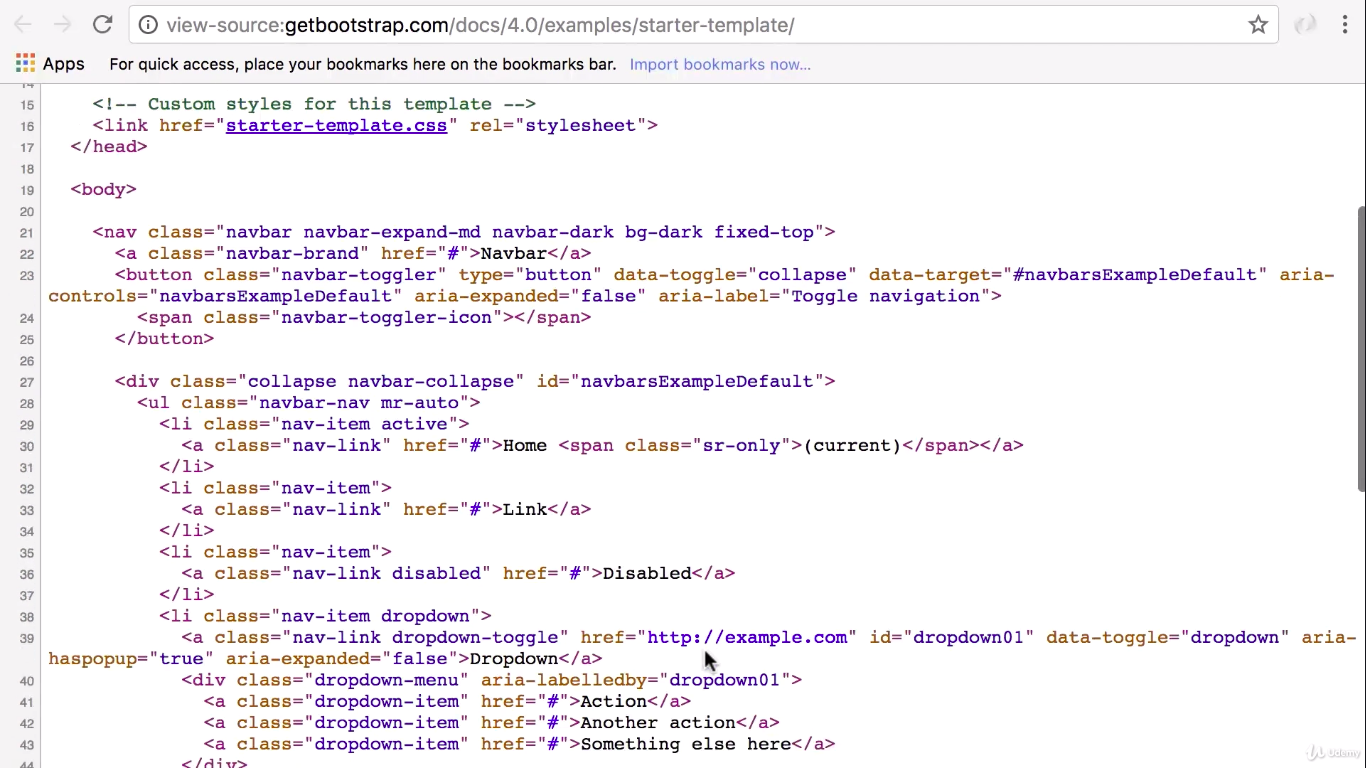 view-source:getbootstrap.com/docs/4.0/examples/starter-template/
Apps For quick access, place your bookmarks here on the bookmarks bar. Import bookmarks now...
14
15 <!-- Custom styles for this template -->
16 <link href="starter-template.css" rel="stylesheet">
17 </head>
18
19 <body>
20
21 <nav class="navbar navbar-expand-md navbar-dark bg-dark fixed-top">
22 <a class="navbar-brand" href="#">Navbar</a>
23 <button class="navbar-toggler" type="button" data-toggle="collapse" data-target="#navbarsExampleDefault" aria-
controls="navbarsExampleDefault" aria-expanded="false" aria-label="Toggle navigation">
24 <span class="navbar-toggler-icon"></span>
25 </button>
26
27 <div class="collapse navbar-collapse" id="navbarsExampleDefault">
28 <ul class="navbar-nav mr-auto">
29 <li class="nav-item active">
30 <a class="nav-link" href="#">Home <span class="sr-only">(current)</span></a>
31 </li>
32 <li class="nav-item">
33 <a class="nav-link" href="#">Link</a>
34 </li>
35 <li class="nav-item">
36 <a class="nav-link disabled" href="#">Disabled</a>
37 </li>
38 <li class="nav-item dropdown">
39 <a class="nav-link dropdown-toggle" href="http://example.com" id="dropdown01" data-toggle="dropdown" aria-
haspopup="true" aria-expanded="false">Dropdown</a>
40 <div class="dropdown-menu" aria-labelledby="dropdown01">
41 <a class="dropdown-item" href="#">Action</a>
42 <a class="dropdown-item" href="#">Another action</a>
43 <a class="dropdown-item" href="#">Something else here</a>
44 </div>
Udemy